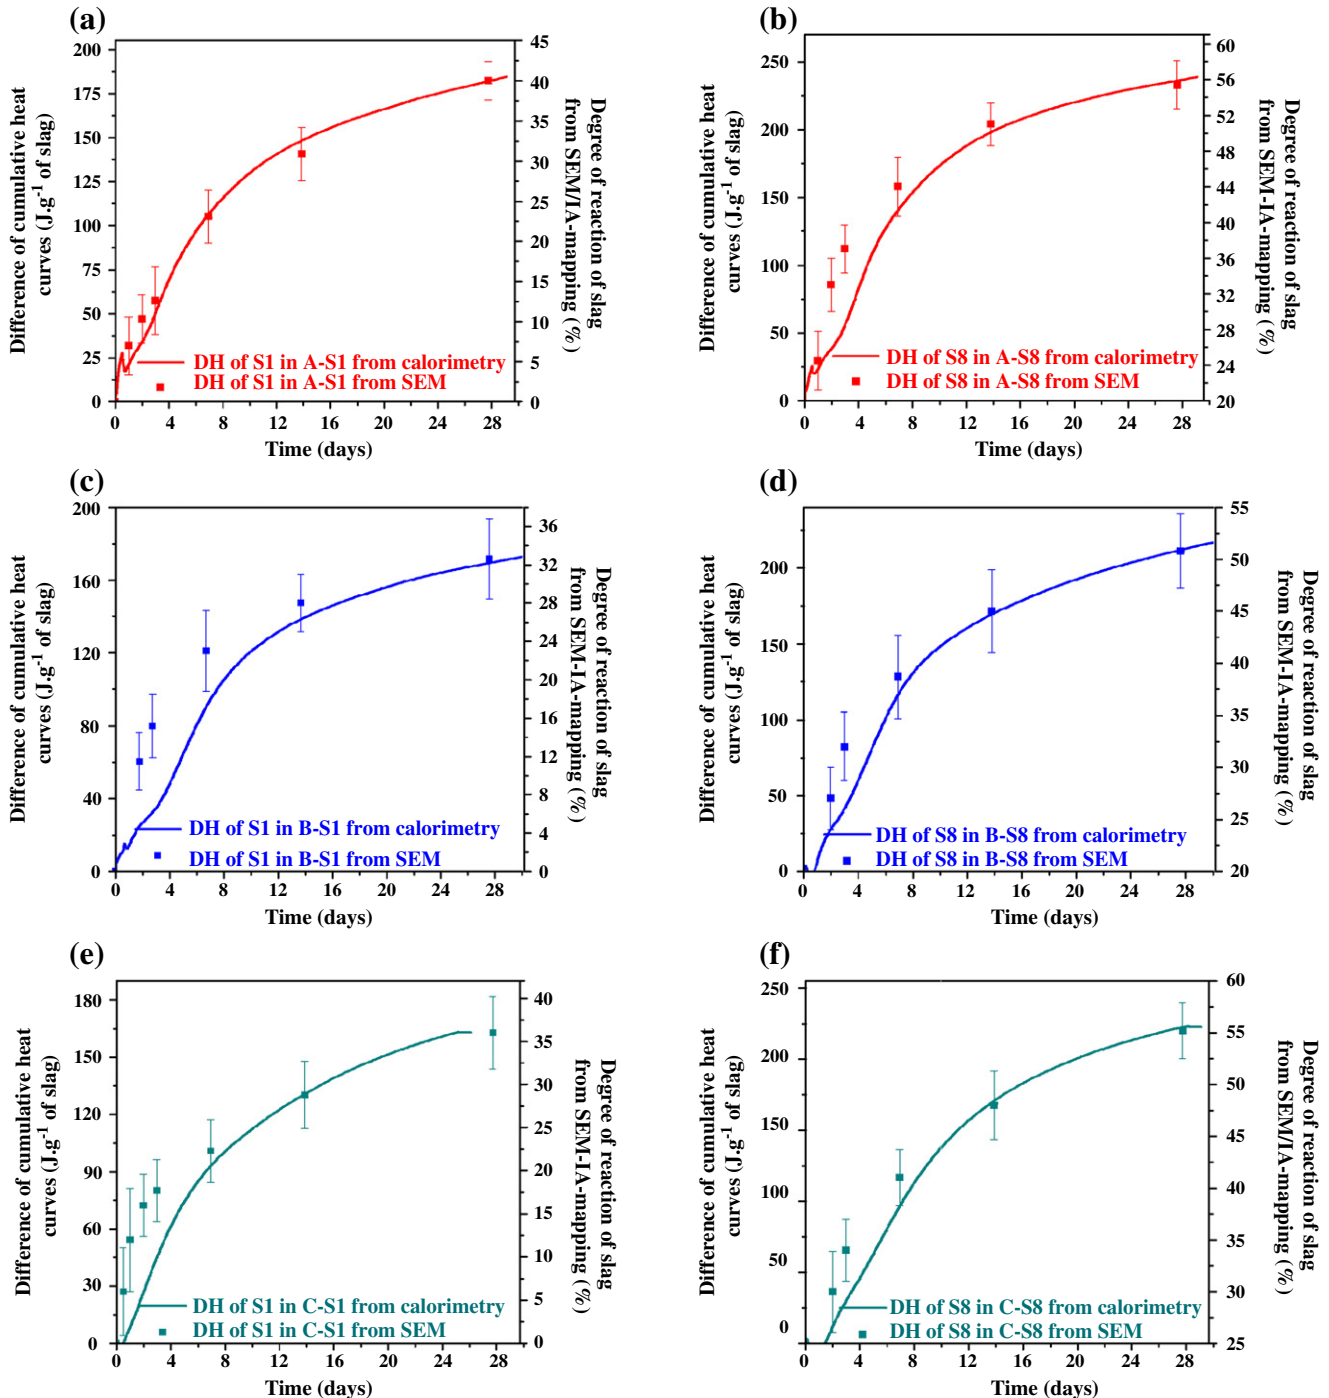 (a)
Difference of cumulative heat
curves (J.g-1 of slag)
200
175
150
125
100
75
50
25
0
45
40
35
30
25
20
15
10
5
0
Degree of reaction of slag
from SEM/IA-mapping (%)
DH of S1 in A-S1 from calorimetry
DH of S1 in A-S1 from SEM
0 4 8 12 16 20 24 28
Time (days)
(b)
Difference of cumulative heat
curves (J.g-1 of slag)
250
200
150
100
50
0
60
56
52
48
44
40
36
32
28
24
20
Degree of reaction of slag
from SEM-IA-mapping (%)
DH of S8 in A-S8 from calorimetry
DH of S8 in A-S8 from SEM
0 4 8 12 16 20 24 28
Time (days)
(c)
Difference of cumulative heat
curves (J.g-1 of slag)
200
160
120
80
40
0
36
32
28
24
20
16
12
8
4
0
Degree of reaction of slag
from SEM-IA-mapping (%)
DH of S1 in B-S1 from calorimetry
DH of S1 in B-S1 from SEM
0 4 8 12 16 20 24 28
Time (days)
(d)
Difference of cumulative heat
curves (J.g-1 of slag)
200
150
100
50
0
55
50
45
40
35
30
25
20
Degree of reaction of slag
from SEM-IA-mapping (%)
DH of S8 in B-S8 from calorimetry
DH of S8 in B-S8 from SEM
0 4 8 12 16 20 24 28
Time (days)
(e)
Difference of cumulative heat
curves (J.g-1 of slag)
180
150
120
90
60
30
0
40
35
30
25
20
15
10
5
0
Degree of reaction of slag
from SEM-IA-mapping (%)
DH of S1 in C-S1 from calorimetry
DH of S1 in C-S1 from SEM
0 4 8 12 16 20 24 28
Time (days)
(f)
Difference of cumulative heat
curves (J.g-1 of slag)
250
200
150
100
50
0
60
55
50
45
40
35
30
25
Degree of reaction of slag
from SEM/IA-mapping (%)
DH of S8 in C-S8 from calorimetry
DH of S8 in C-S8 from SEM
0 4 8 12 16 20 24 28
Time (days)